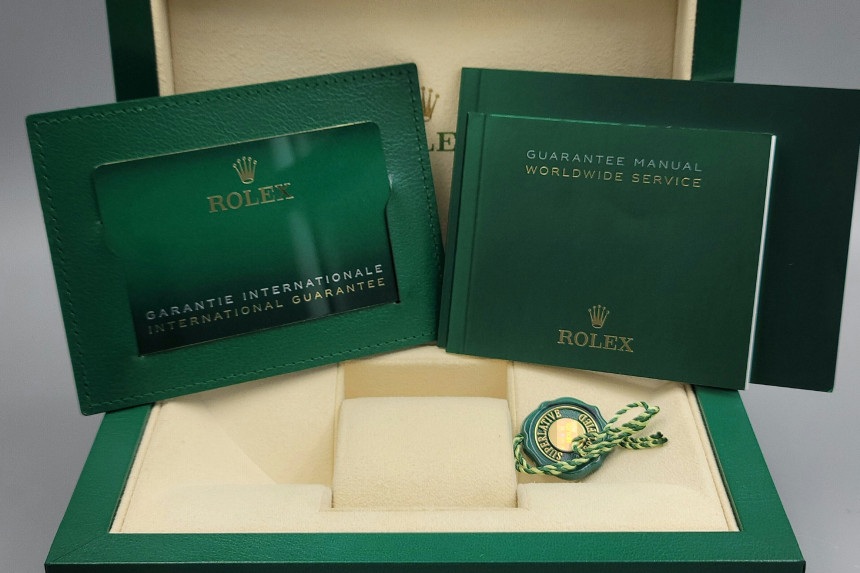 ROLEX
GARANTIE INTERNATIONALE
INTERNATIONAL GUARANTEE
GUARANTEE MANUAL
WORLDWIDE SERVICE
ROLEX
SUPERLATIVE